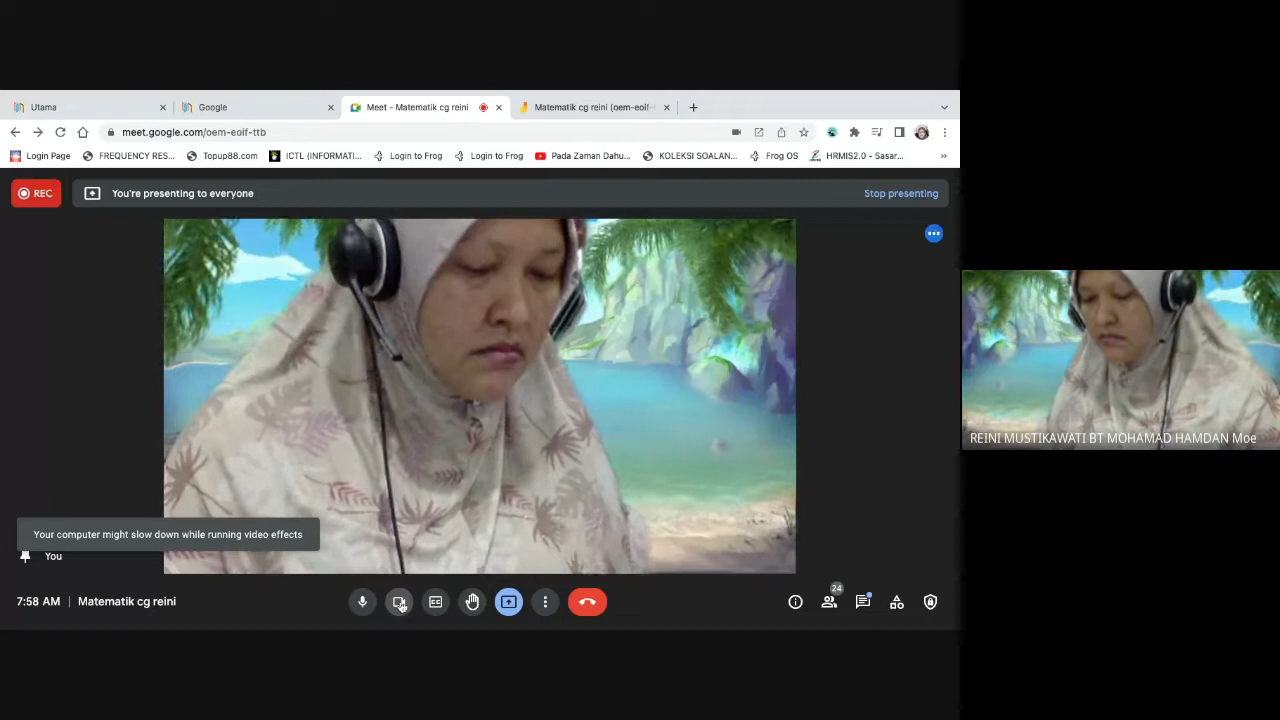 Utama
Google
Meet - Matematik cg reini
Matematik cg reini (oem-eoif-t
meet.google.com/oem-eoif-ttb
Login Page
FREQUENCY RES...
Topup88.com
ICTL (INFORMATI...
Login to Frog
Login to Frog
Pada Zaman Dahu...
KOLEKSI SOALAN...
Frog OS
HRMIS2.0 - Sasar...
REC
You're presenting to everyone
Stop presenting
REINI MUSTIKAWATI BT MOHAMAD HAMDAN Moe
Your computer might slow down while running video effects
You
7:58 AM | Matematik cg reini
24